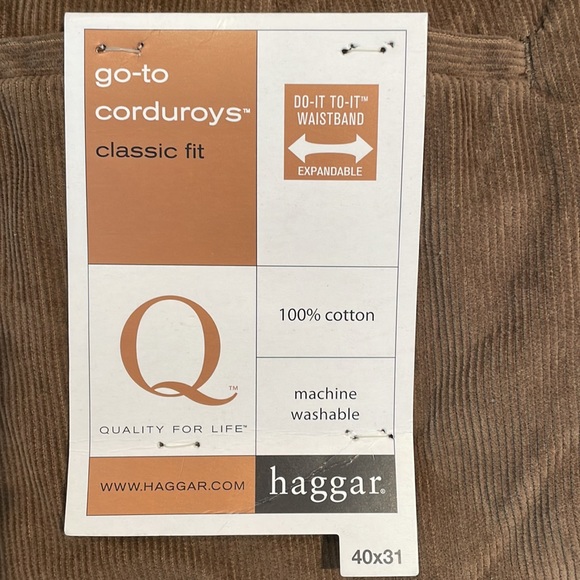 go-to
corduroys™
classic fit
DO-IT TO-IT™
WAISTBAND
EXPANDABLE
Q™
QUALITY FOR LIFE™
100% cotton
machine
washable
WWW.HAGGAR.COM
haggar®
40x31